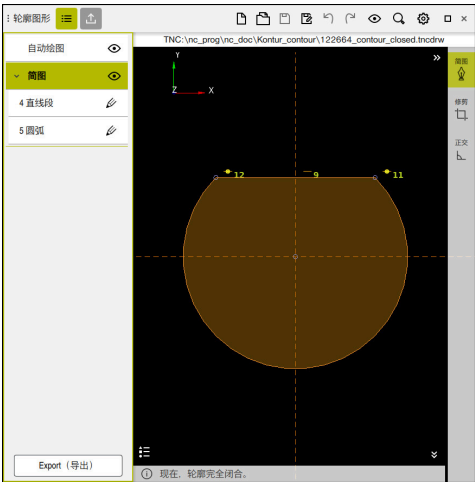 轮廓图形
TNC:\nc_prog\nc_doc\Kontur_contour\122664_contour_closed.tncdrw
自动绘图
简图
4 直线段
5 圆弧
Y
Z
X
»
简图
修剪
正交
12
9
11
Export（导出）
现在，轮廓完全闭合。